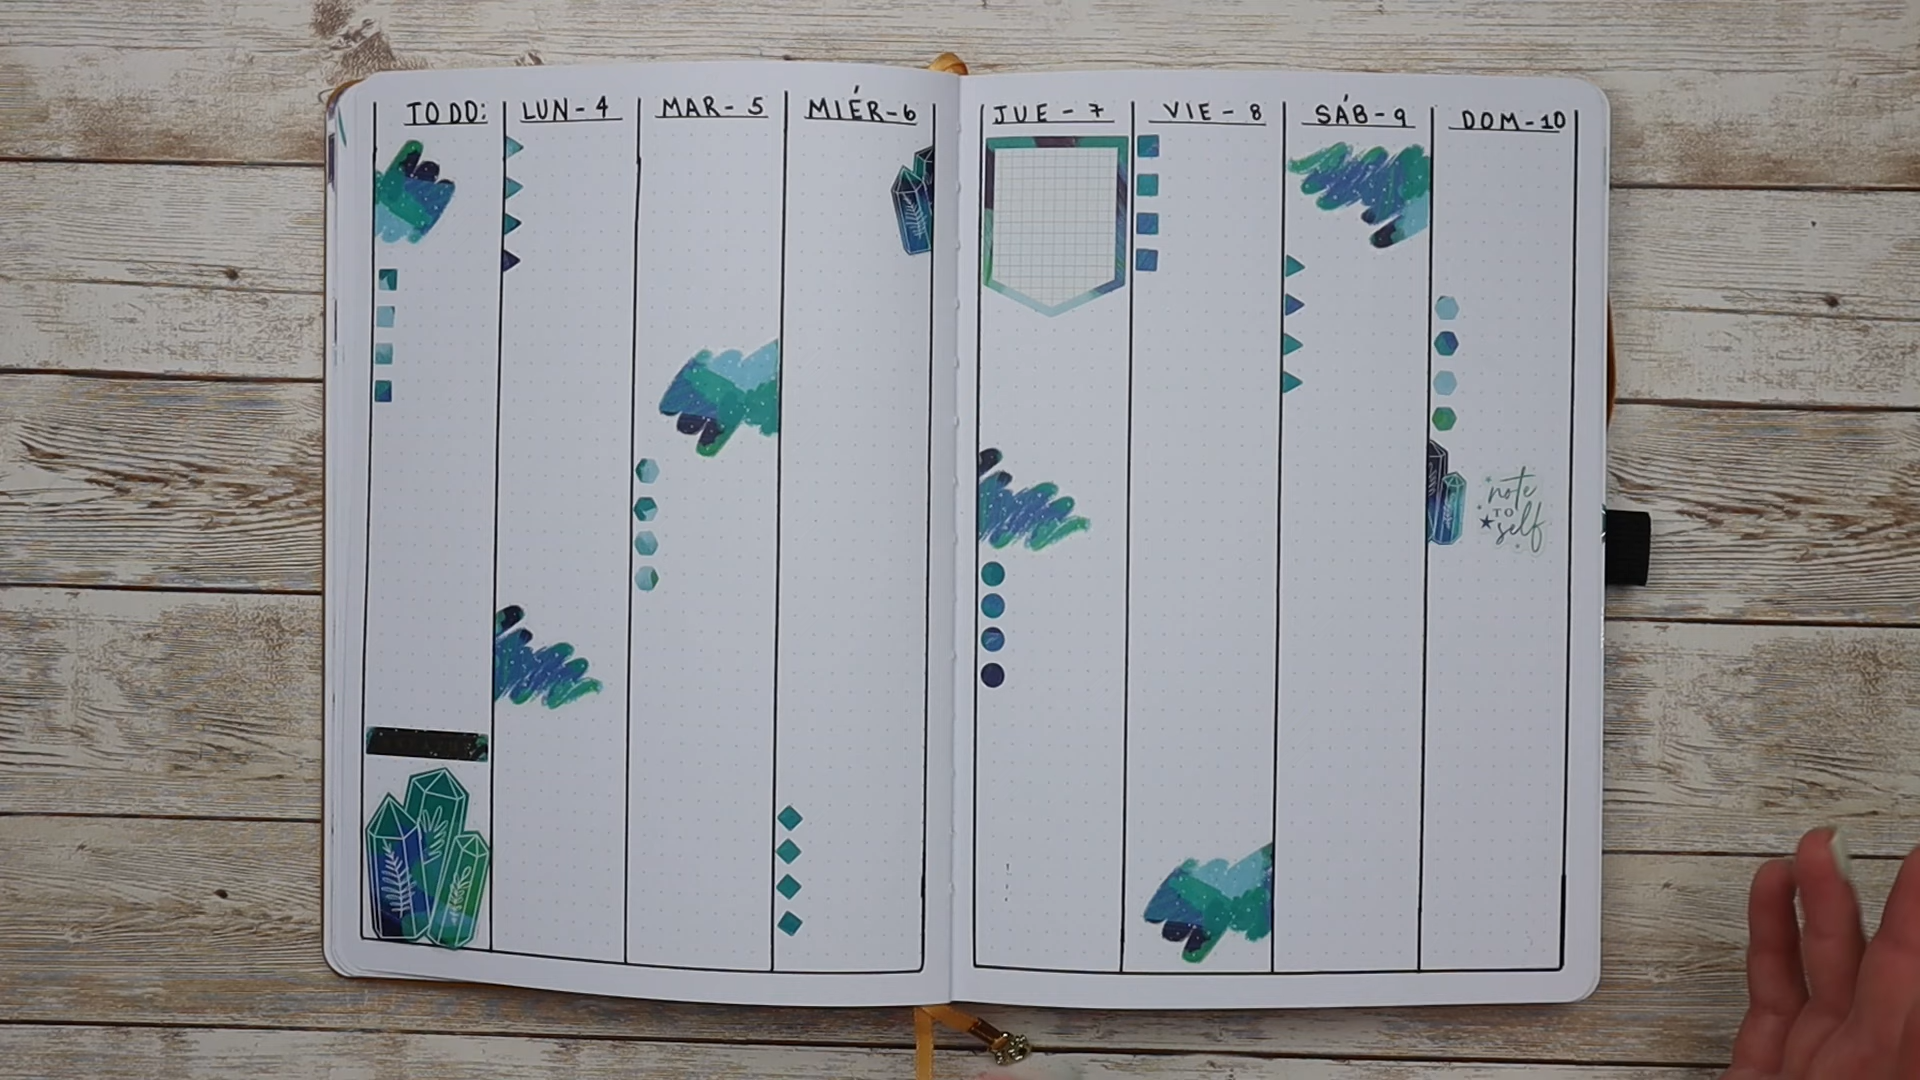 TO DO:
LUN - 4
MAR - 5
MIÉR - 6
JUE - 7
VIE - 8
SÁB - 9
DOM - 10
note
TO
self